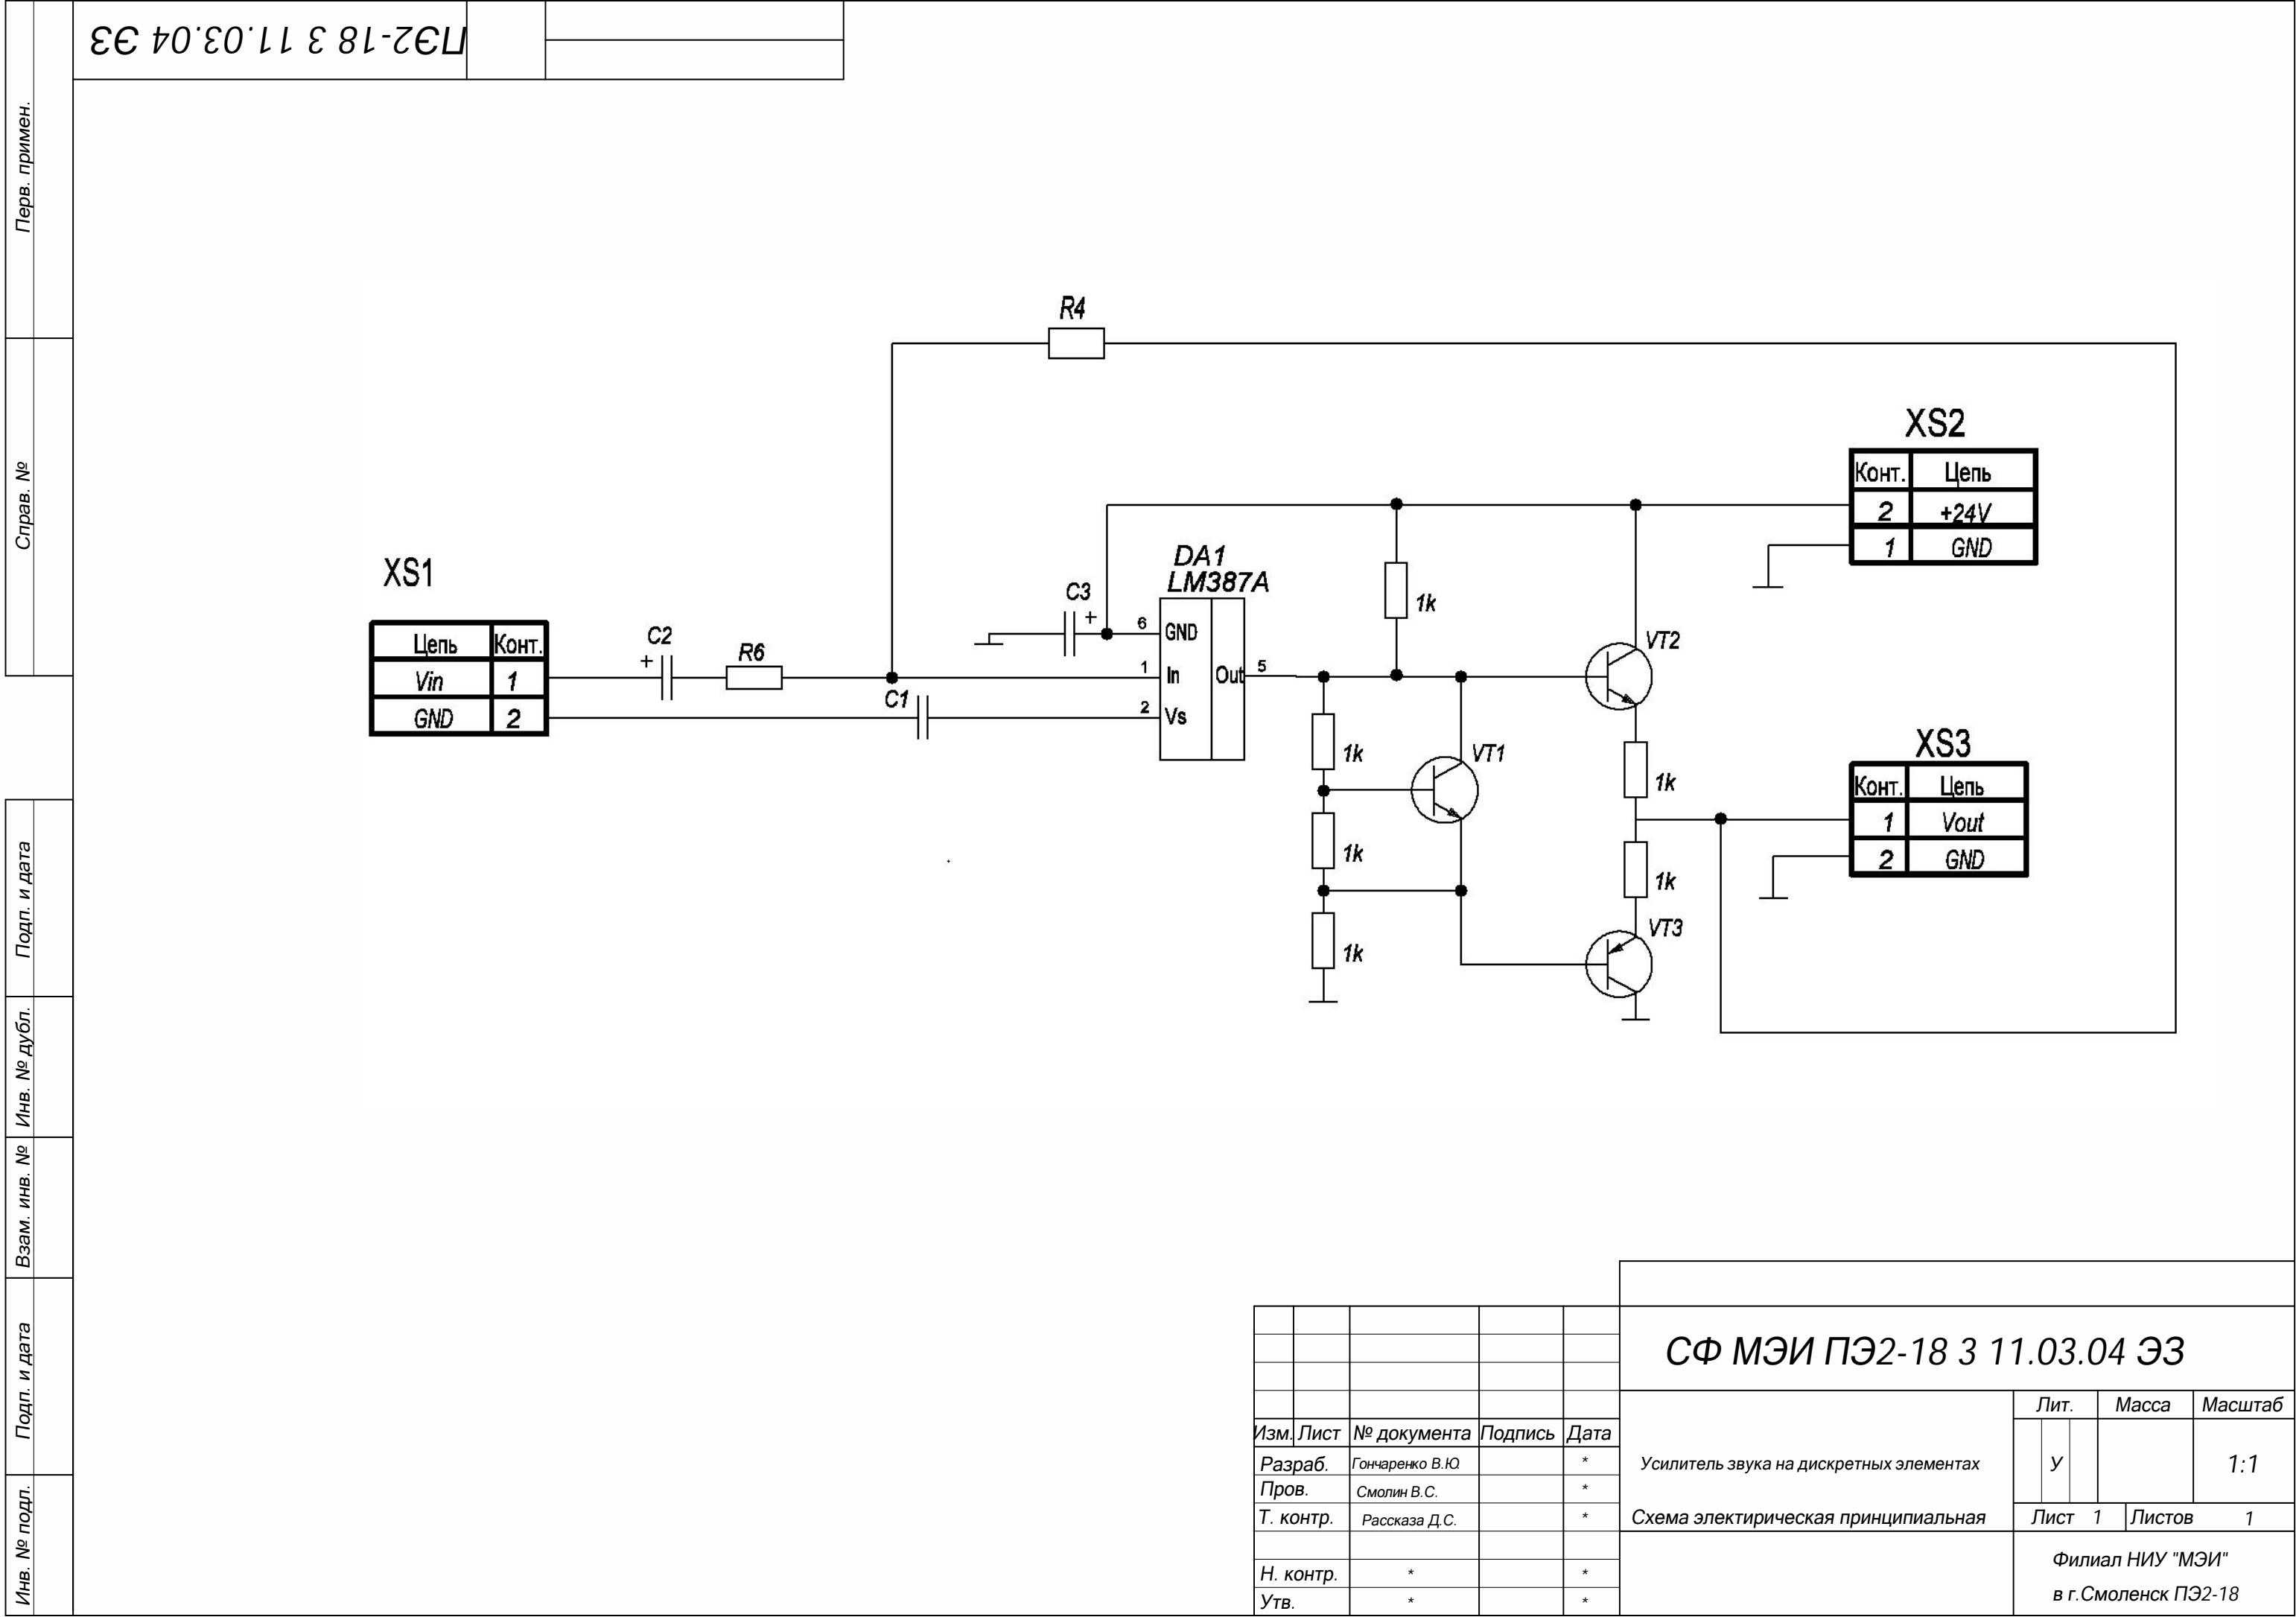 ПЭ2-18 3 11.03.04 ЭЗ
Перв. примен.
Справ. №
Подп. и дата
Инв. № дубл.
Взам. инв. №
Подп. и дата
Инв. № подл.
R4
XS2
Конт. Цепь
2 +24V
1 GND
XS1
Цепь Конт.
Vin 1
GND 2
C2
+
R6
C1
C3
+
DA1
LM387A
6 GND
1 In
2 Vs
Out 5
1k
VT2
1k
VT1
1k
1k
1k
1k
VT3
XS3
Конт. Цепь
1 Vout
2 GND
СФ МЭИ ПЭ2-18 3 11.03.04 ЭЗ
Изм. Лист № документа Подпись Дата
Разраб. Гончаренко В.Ю. *
Пров. Смолин В.С. *
Т. контр. Рассказа Д.С. *
Н. контр. * *
Утв. * *
Усилитель звука на дискретных элементах
Схема электирическая принципиальная
Лит. Масса Масштаб
У 1:1
Лист 1 Листов 1
Филиал НИУ "МЭИ"
в г.Смоленск ПЭ2-18